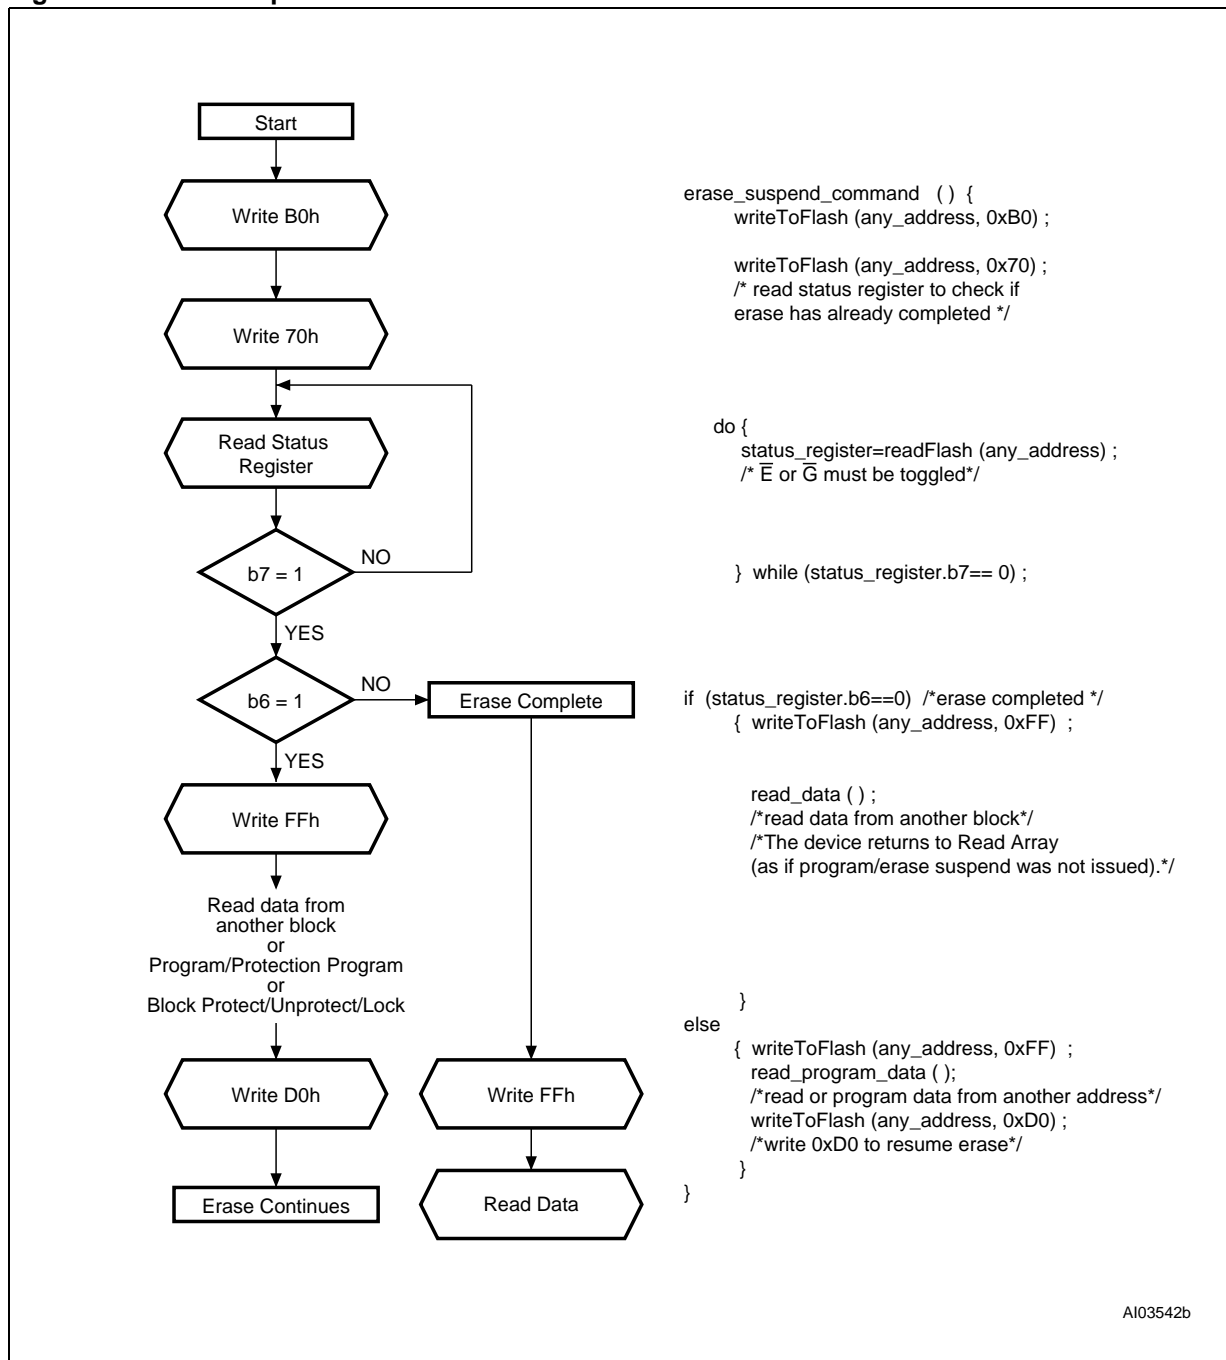 Start
Write B0h
Write 70h
Read Status
Register
b7 = 1
NO
YES
b6 = 1
NO
Erase Complete
YES
Write FFh
Read data from
another block
or
Program/Protection Program
or
Block Protect/Unprotect/Lock
Write D0h
Write FFh
Erase Continues
Read Data
erase_suspend_command ( ) {
writeToFlash (any_address, 0xB0) ;
writeToFlash (any_address, 0x70) ;
/* read status register to check if
erase has already completed */
do {
status_register=readFlash (any_address) ;
/* E̅ or G̅ must be toggled*/
} while (status_register.b7== 0) ;
if (status_register.b6==0) /*erase completed */
{ writeToFlash (any_address, 0xFF) ;
read_data ( ) ;
/*read data from another block*/
/*The device returns to Read Array
(as if program/erase suspend was not issued).*/
}
else
{ writeToFlash (any_address, 0xFF) ;
read_program_data ( );
/*read or program data from another address*/
writeToFlash (any_address, 0xD0) ;
/*write 0xD0 to resume erase*/
}
}
AI03542b